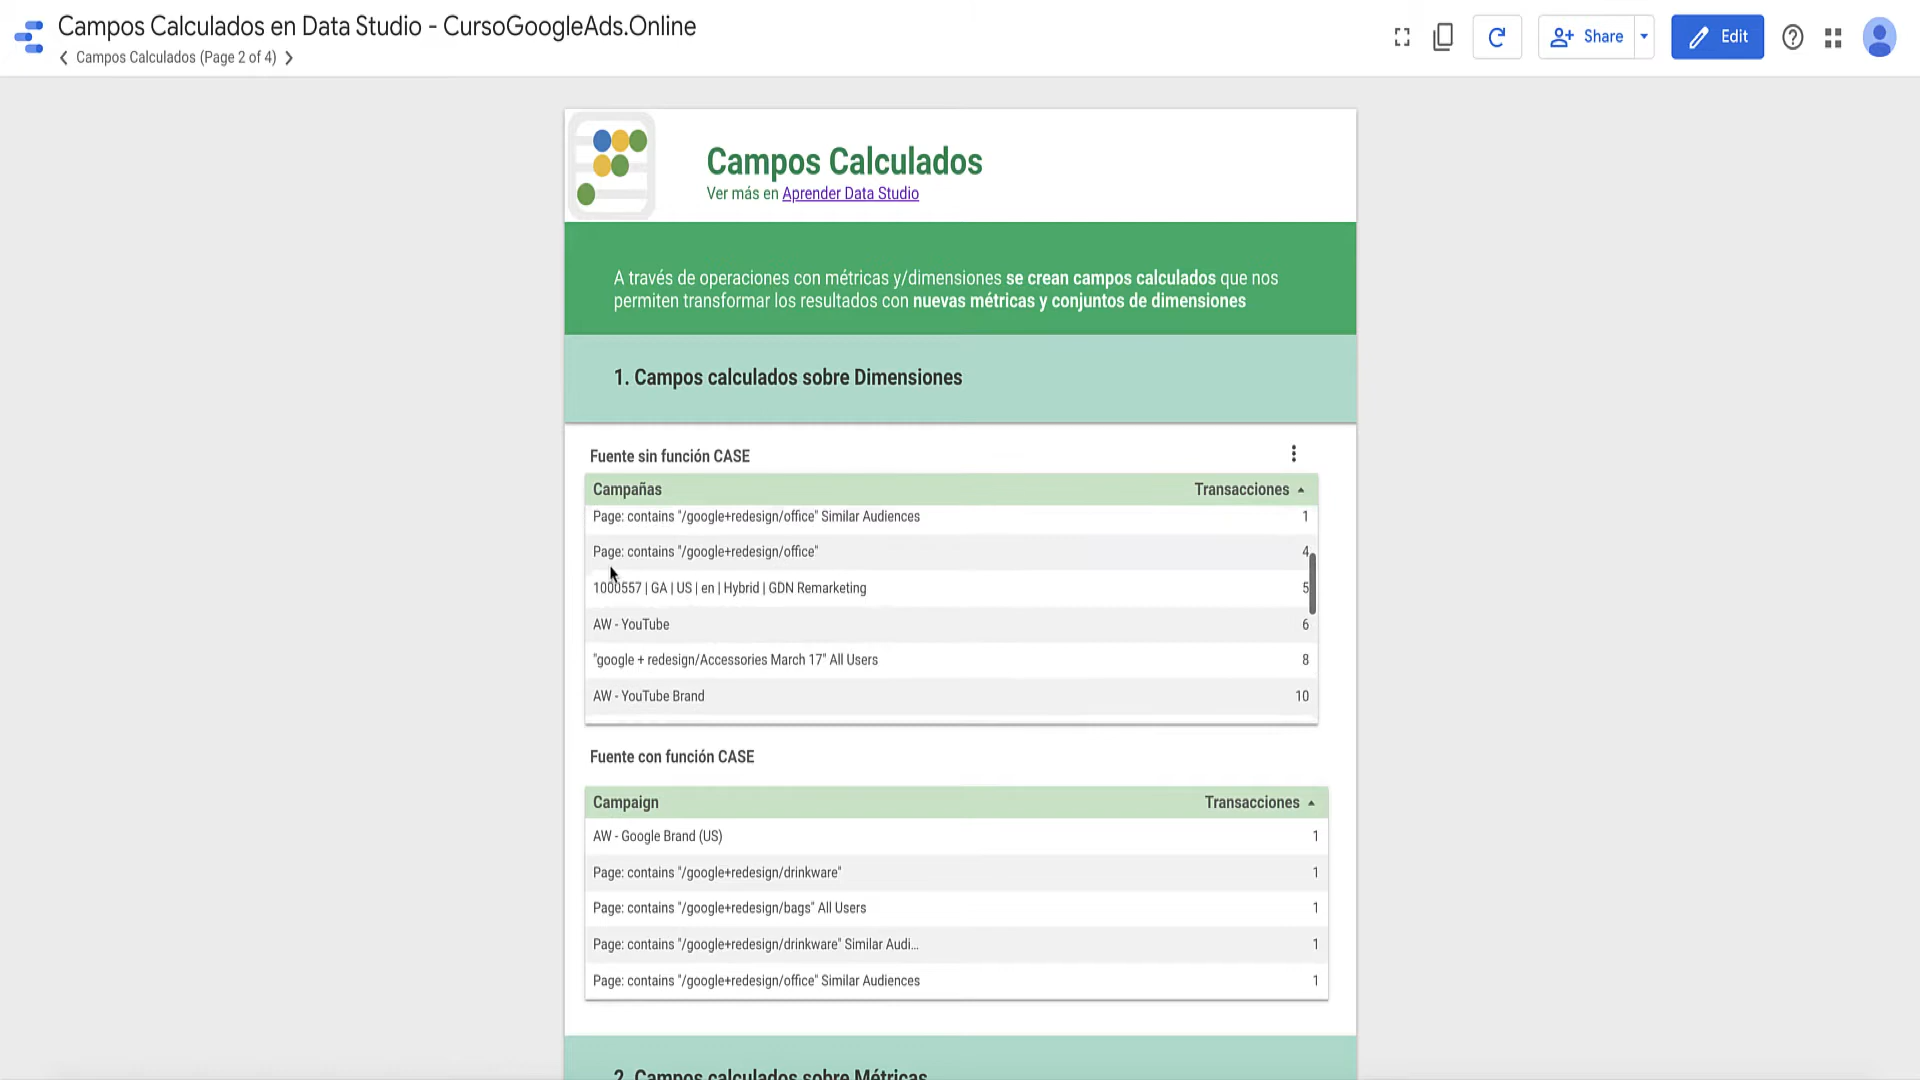 Campos Calculados en Data Studio - CursoGoogleAds.Online
Campos Calculados (Page 2 of 4)
Share
Edit
Campos Calculados
Ver más en Aprender Data Studio
A través de operaciones con métricas y/dimensiones se crean campos calculados que nos
permiten transformar los resultados con nuevas métricas y conjuntos de dimensiones
1. Campos calculados sobre Dimensiones
Fuente sin función CASE
Campañas Transacciones
Page: contains "/google+redesign/office" Similar Audiences 1
Page: contains "/google+redesign/office" 4
1000557 | GA | US | en | Hybrid | GDN Remarketing 5
AW - YouTube 6
"google + redesign/Accessories March 17" All Users 8
AW - YouTube Brand 10
Fuente con función CASE
Campaign Transacciones
AW - Google Brand (US) 1
Page: contains "/google+redesign/drinkware" 1
Page: contains "/google+redesign/bags" All Users 1
Page: contains "/google+redesign/drinkware" Similar Audi... 1
Page: contains "/google+redesign/office" Similar Audiences 1
2. Campos calculados sobre Métricas